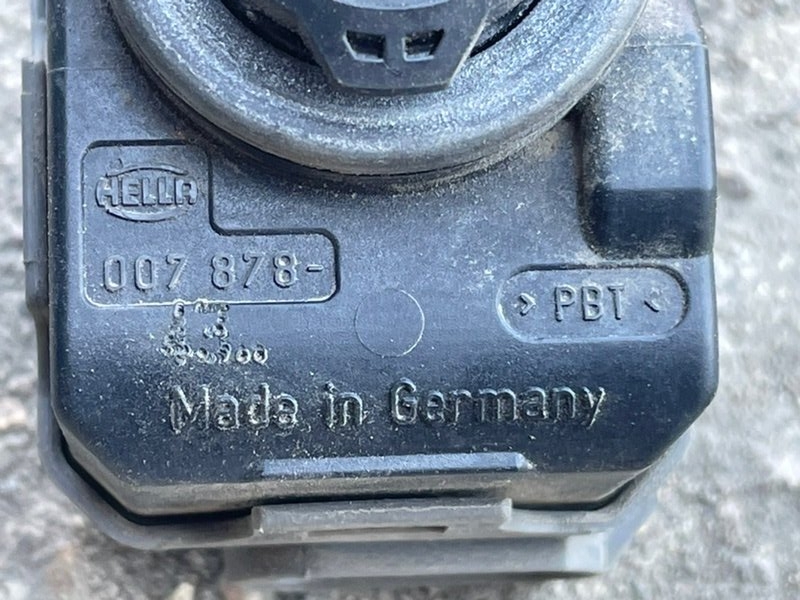 HELLA
007 878-
> PBT <
Made in Germany